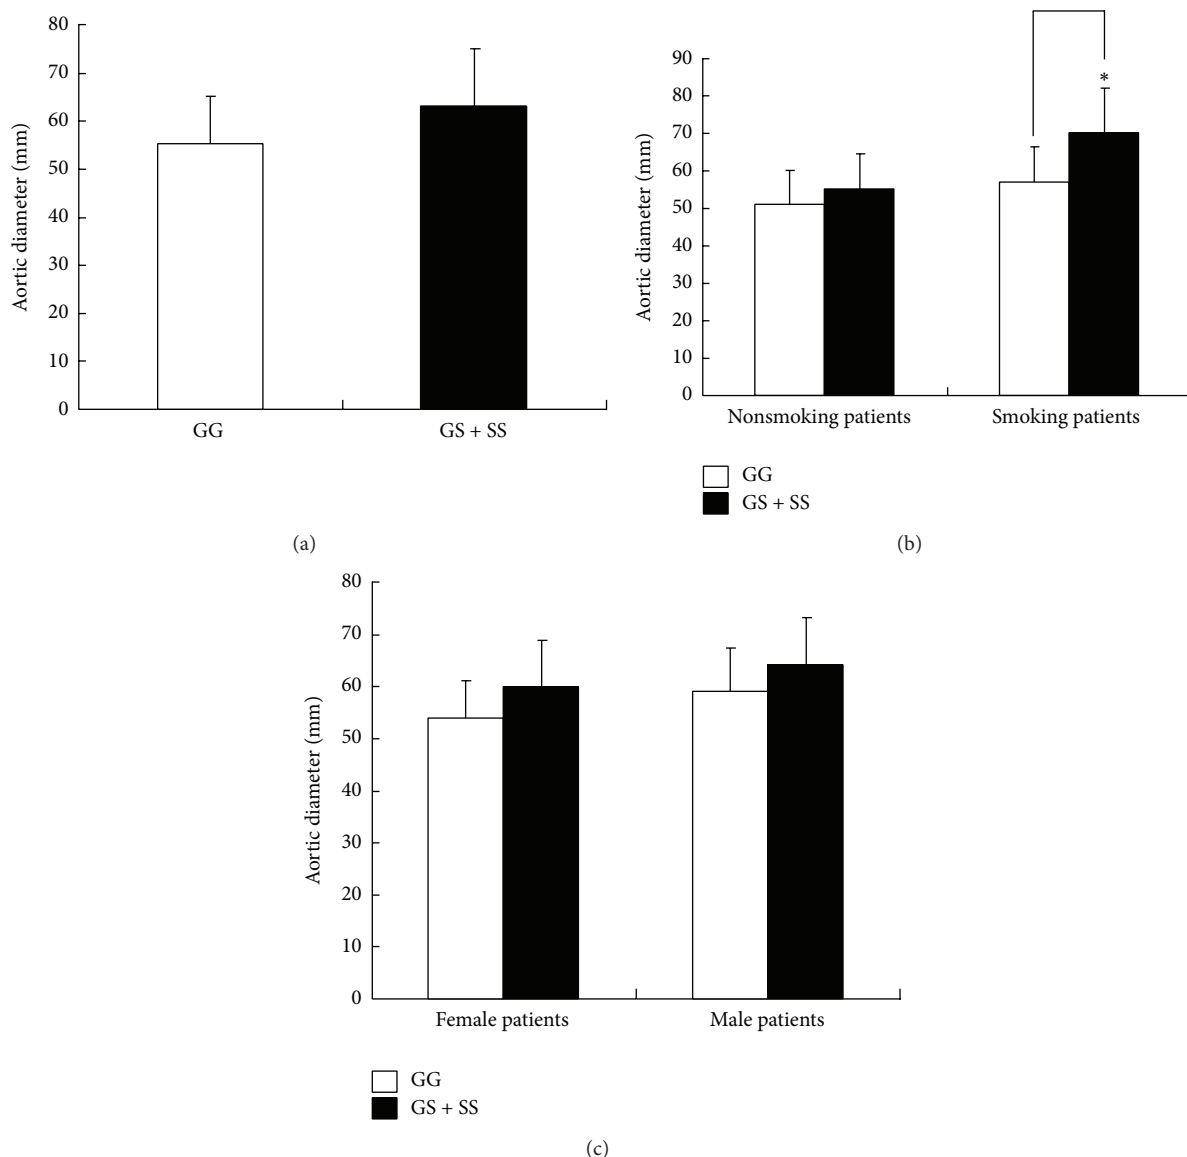 80
70
60
50
40
30
20
10
0
Aortic diameter (mm)
GG
GS + SS
(a)
90
80
70
60
50
40
30
20
10
0
Aortic diameter (mm)
*
Nonsmoking patients
Smoking patients
GG
GS + SS
(b)
80
70
60
50
40
30
20
10
0
Aortic diameter (mm)
Female patients
Male patients
GG
GS + SS
(c)